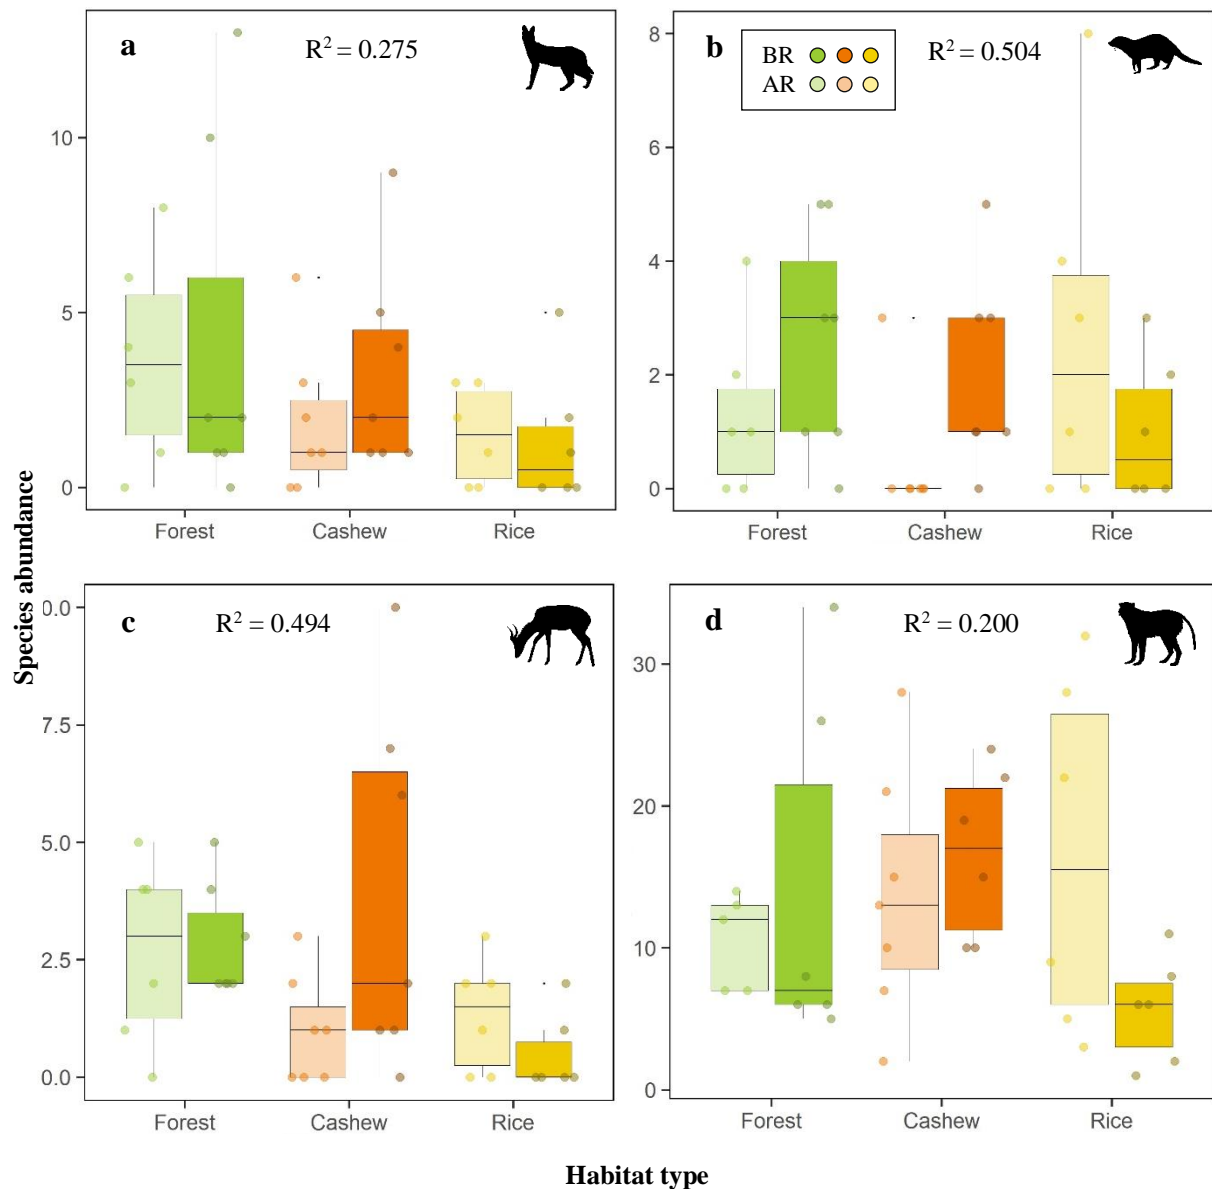 a
R² = 0.275
10
5
0
Forest
Cashew
Rice
b
BR
AR
R² = 0.504
8
6
4
2
0
Forest
Cashew
Rice
Species abundance
c
R² = 0.494
0.0
7.5
5.0
2.5
0.0
Forest
Cashew
Rice
d
R² = 0.200
30
20
10
0
Forest
Cashew
Rice
Habitat type